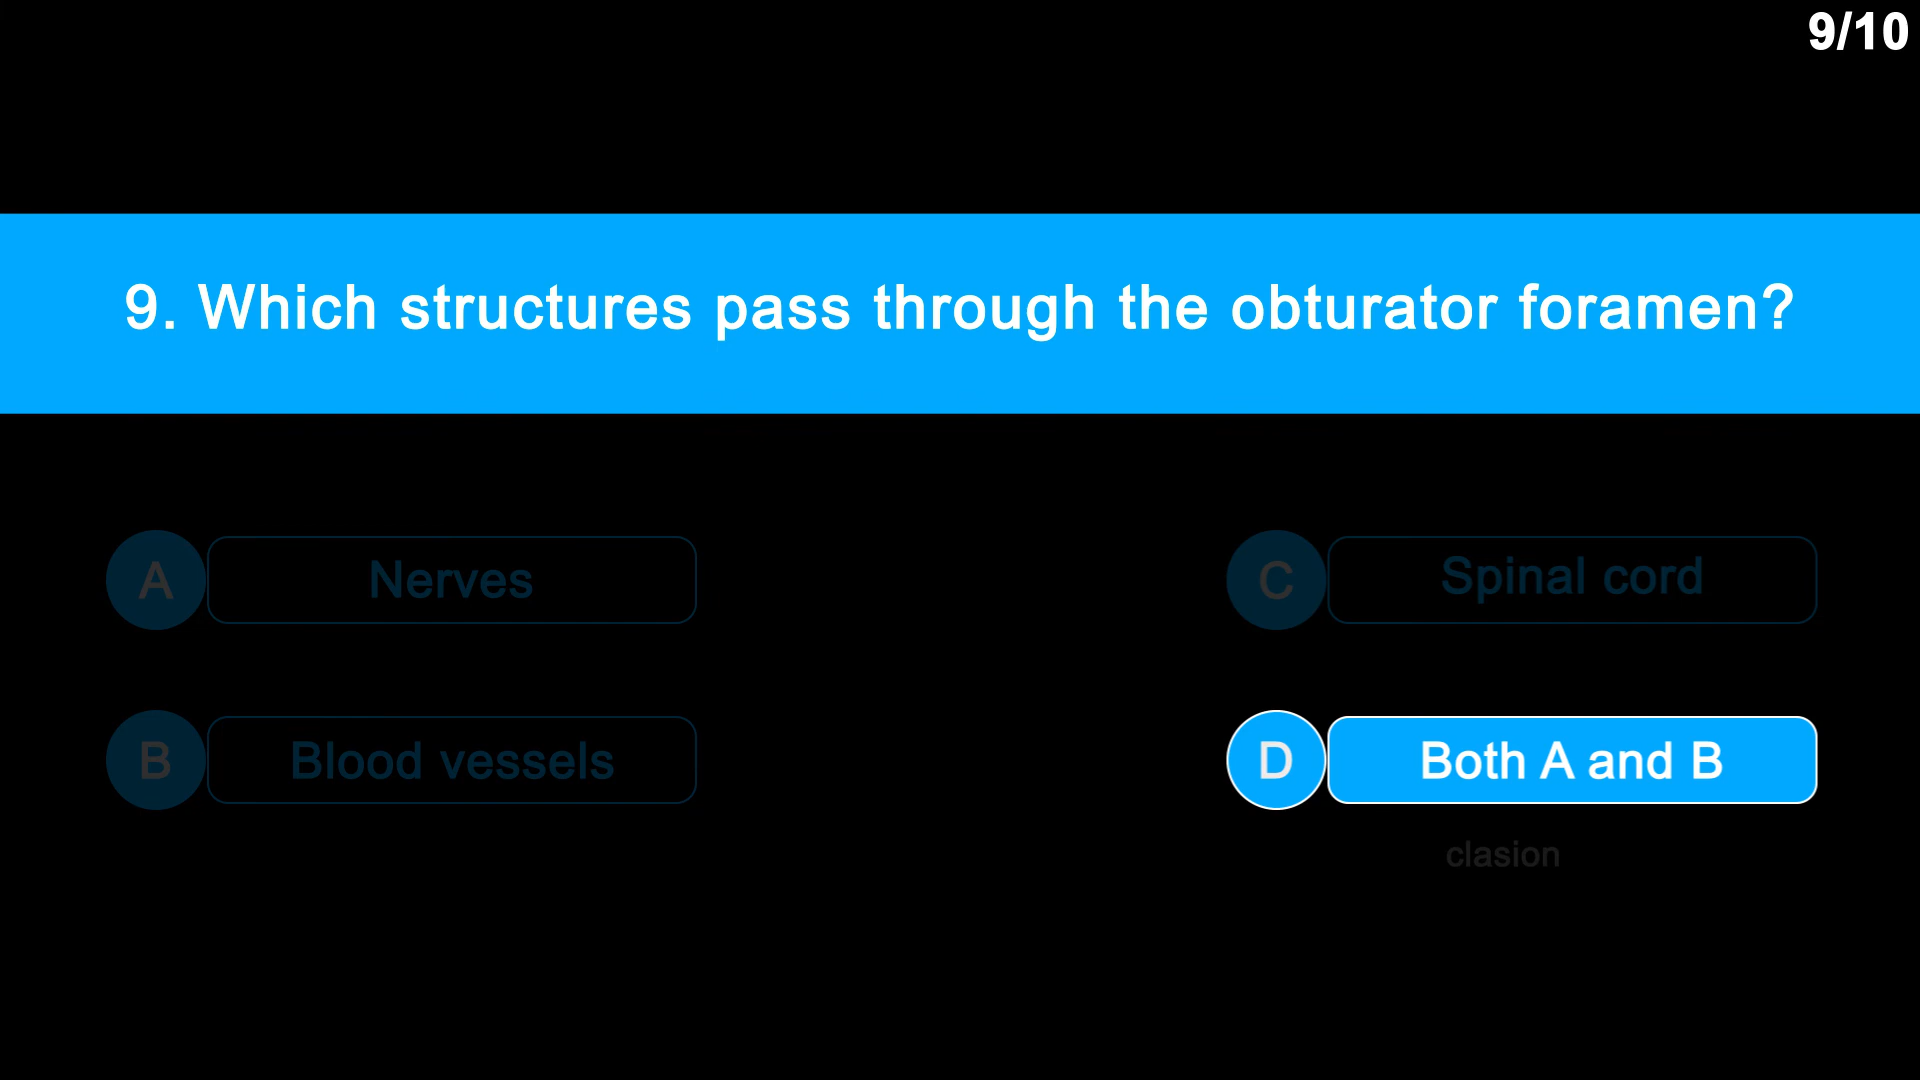 9/10
9. Which structures pass through the obturator foramen?
A Nerves
B Blood vessels
C Spinal cord
D Both A and B
clasion